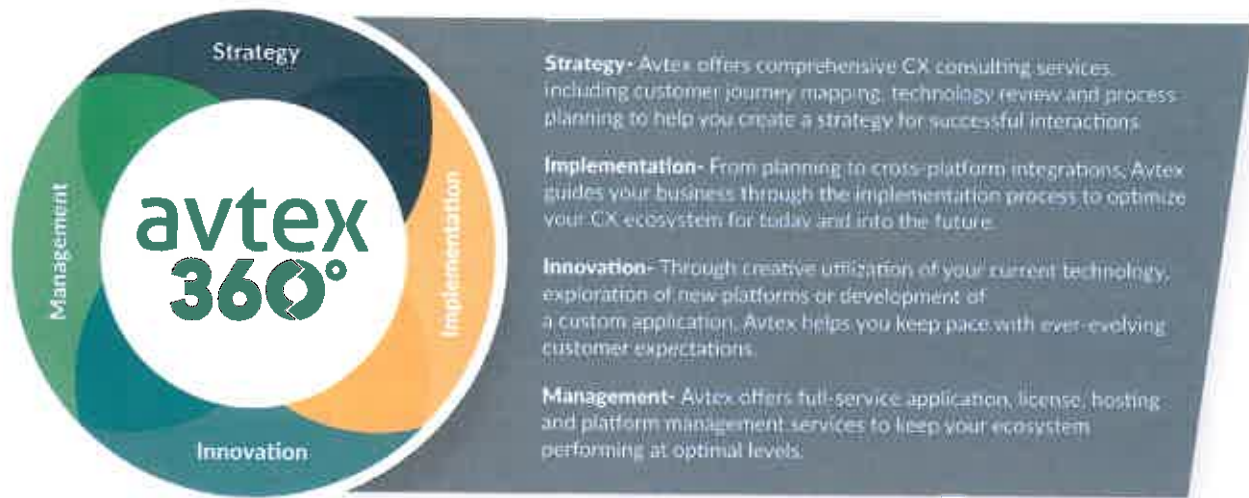 Strategy
Management
Implementation
Innovation
avtex
360°
Strategy- Avtex offers comprehensive CX consulting services,
including customer journey mapping, technology review and process
planning to help you create a strategy for successful interactions.
Implementation- From planning to cross-platform integrations, Avtex
guides your business through the implementation process to optimize
your CX ecosystem for today and into the future.
Innovation- Through creative utilization of your current technology,
exploration of new platforms or development of
a custom application, Avtex helps you keep pace with ever-evolving
customer expectations.
Management- Avtex offers full-service application, license, hosting
and platform management services to keep your ecosystem
performing at optimal levels.